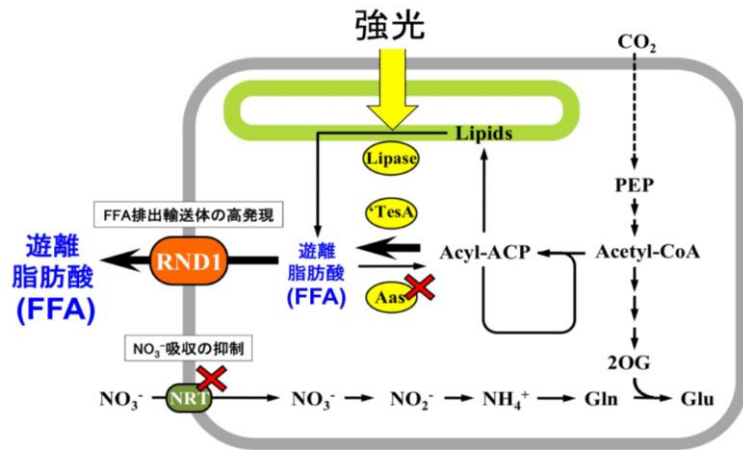 強光
CO₂
Lipids
Lipase
PEP
FFA排出輸送体の高発現
'TesA
遊離
脂肪酸
(FFA)
RND1
遊離
脂肪酸
(FFA)
Acyl-ACP
Acetyl-CoA
Aas
NO₃⁻吸収の抑制
2OG
NO₃⁻ NRT NO₃⁻ NO₂⁻ NH₄⁺ Gln Glu